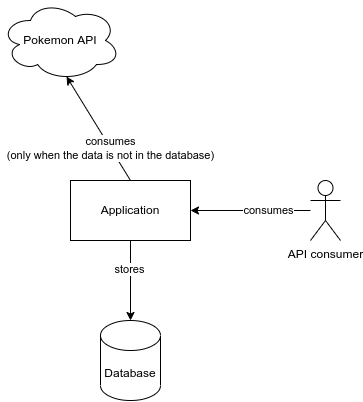 Pokemon API
consumes
(only when the data is not in the database)
Application
consumes
API consumer
stores
Database